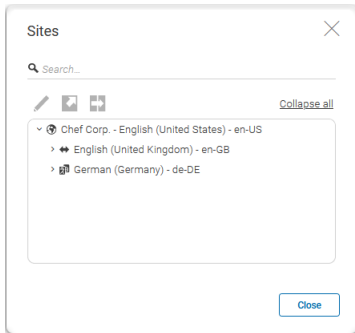 Sites
Search...
Collapse all
Chef Corp. - English (United States) - en-US
English (United Kingdom) - en-GB
German (Germany) - de-DE
Close